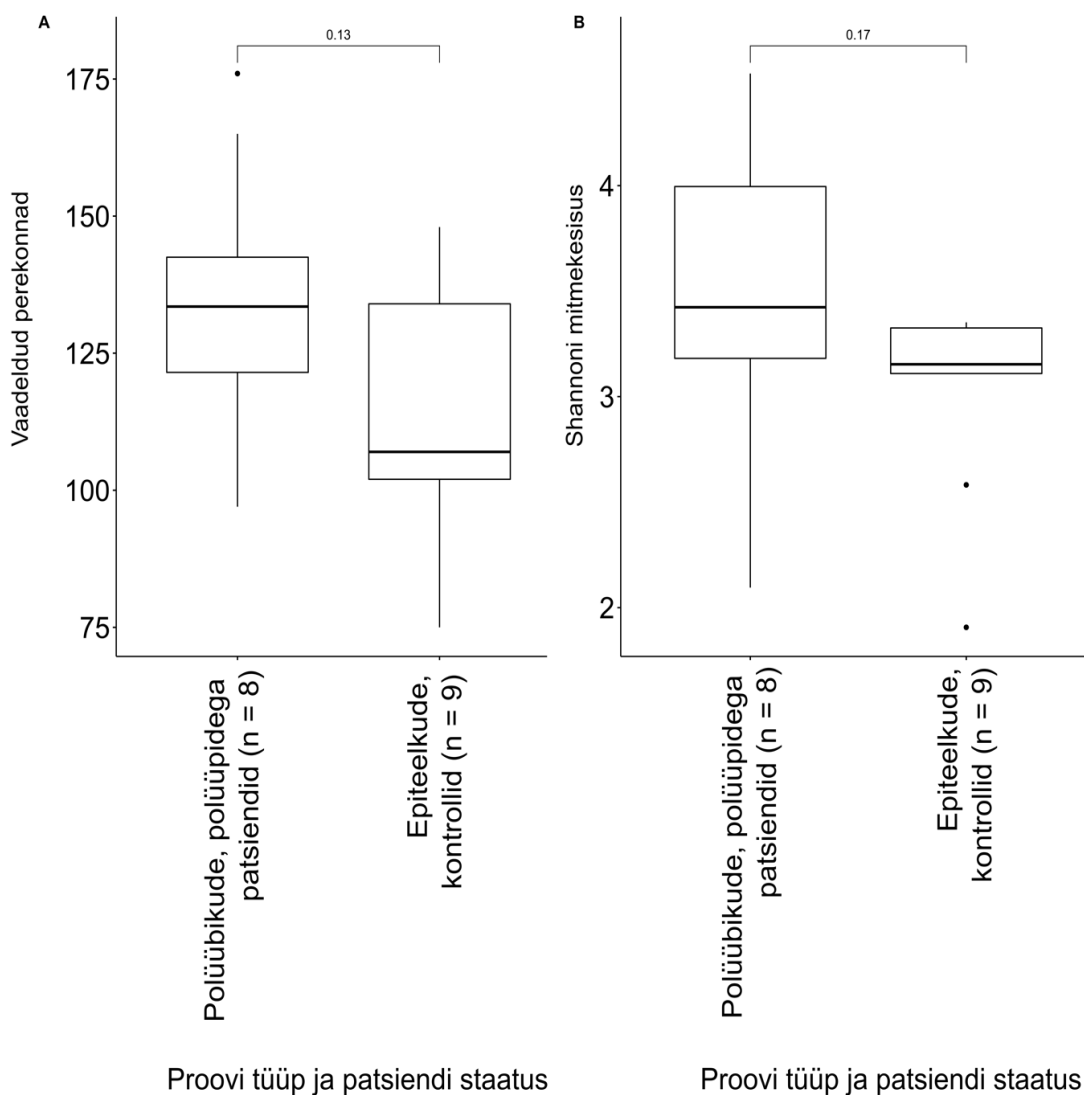 A
0.13
175
150
125
100
75
Vaadeldud perekonnad
Polüübikude, polüüpidega
patsiendid (n = 8)
Epiteelkude,
kontrollid (n = 9)
Proovi tüüp ja patsiendi staatus
B
0.17
4
3
2
Shannoni mitmekesisus
Polüübikude, polüüpidega
patsiendid (n = 8)
Epiteelkude,
kontrollid (n = 9)
Proovi tüüp ja patsiendi staatus